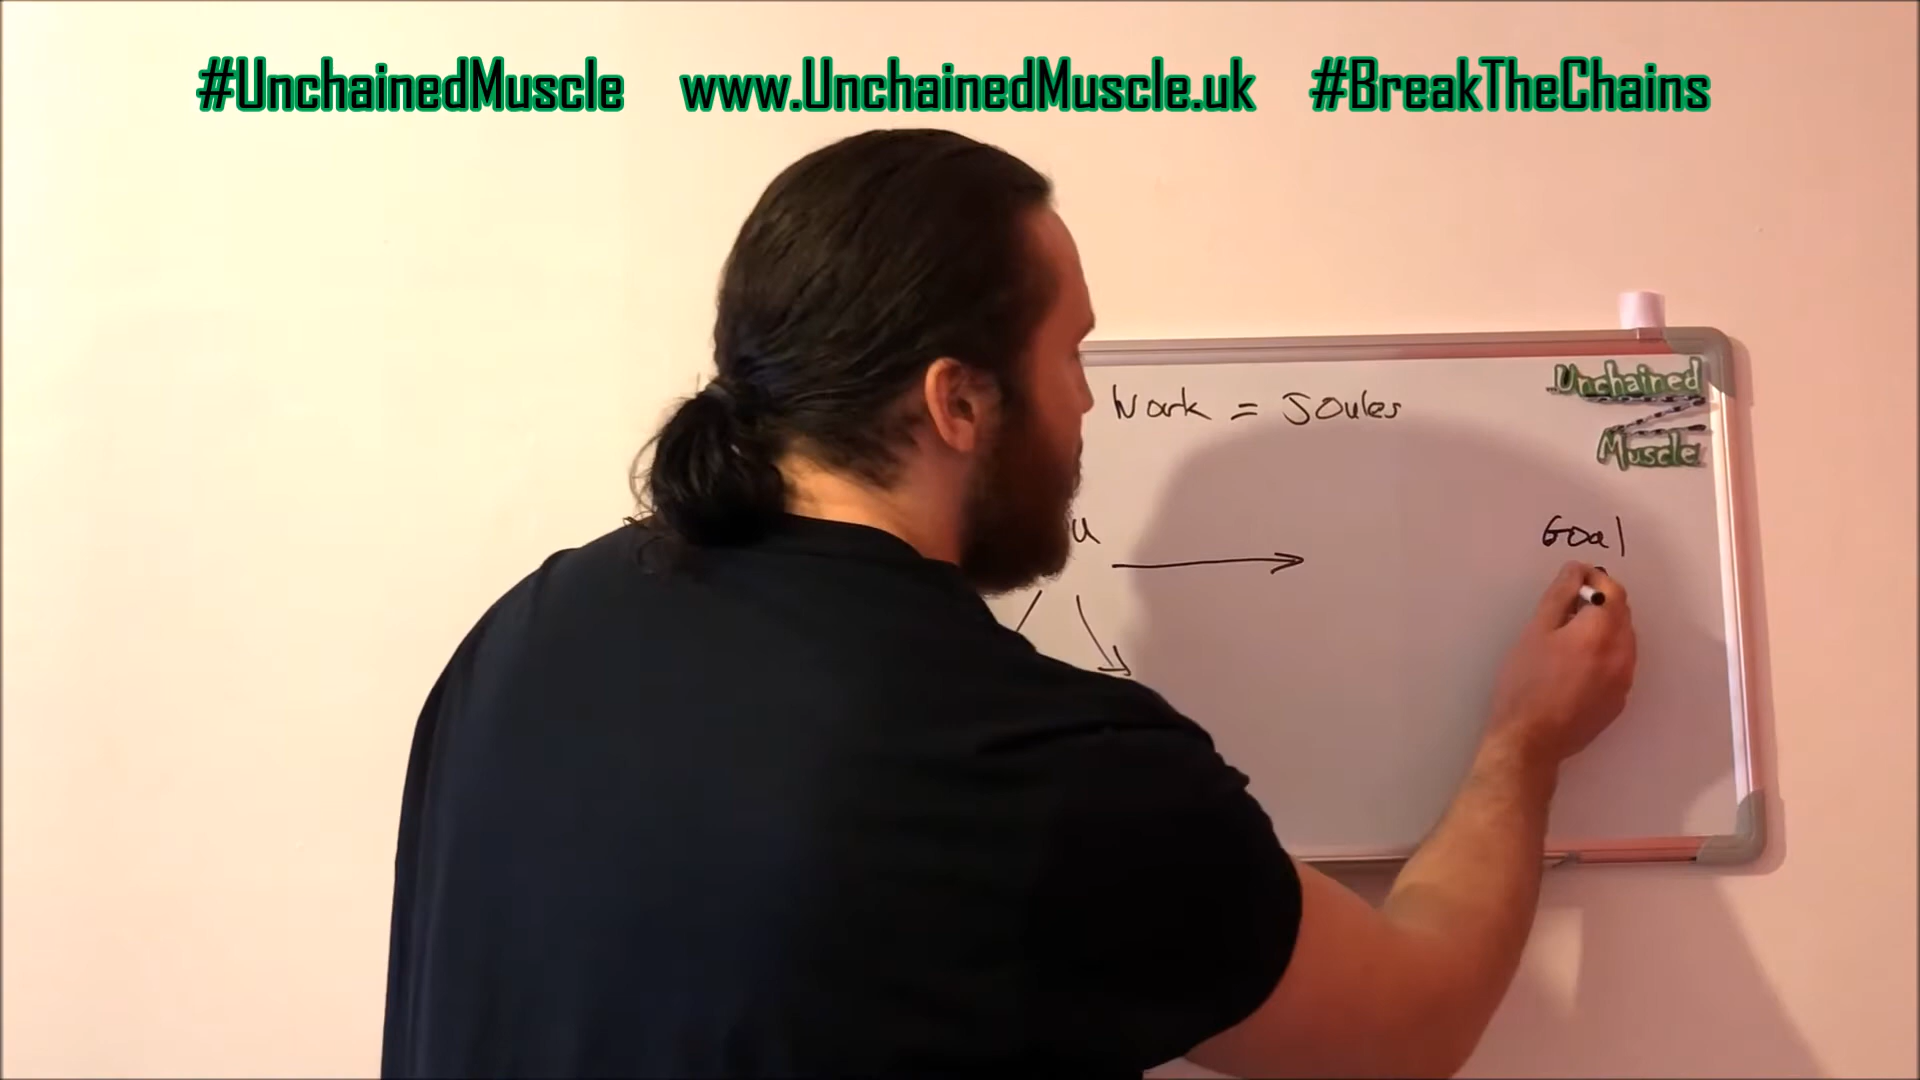 #UnchainedMuscle www.UnchainedMuscle.uk #BreakTheChains
Work = Joules
Unchained
Muscle
Goal